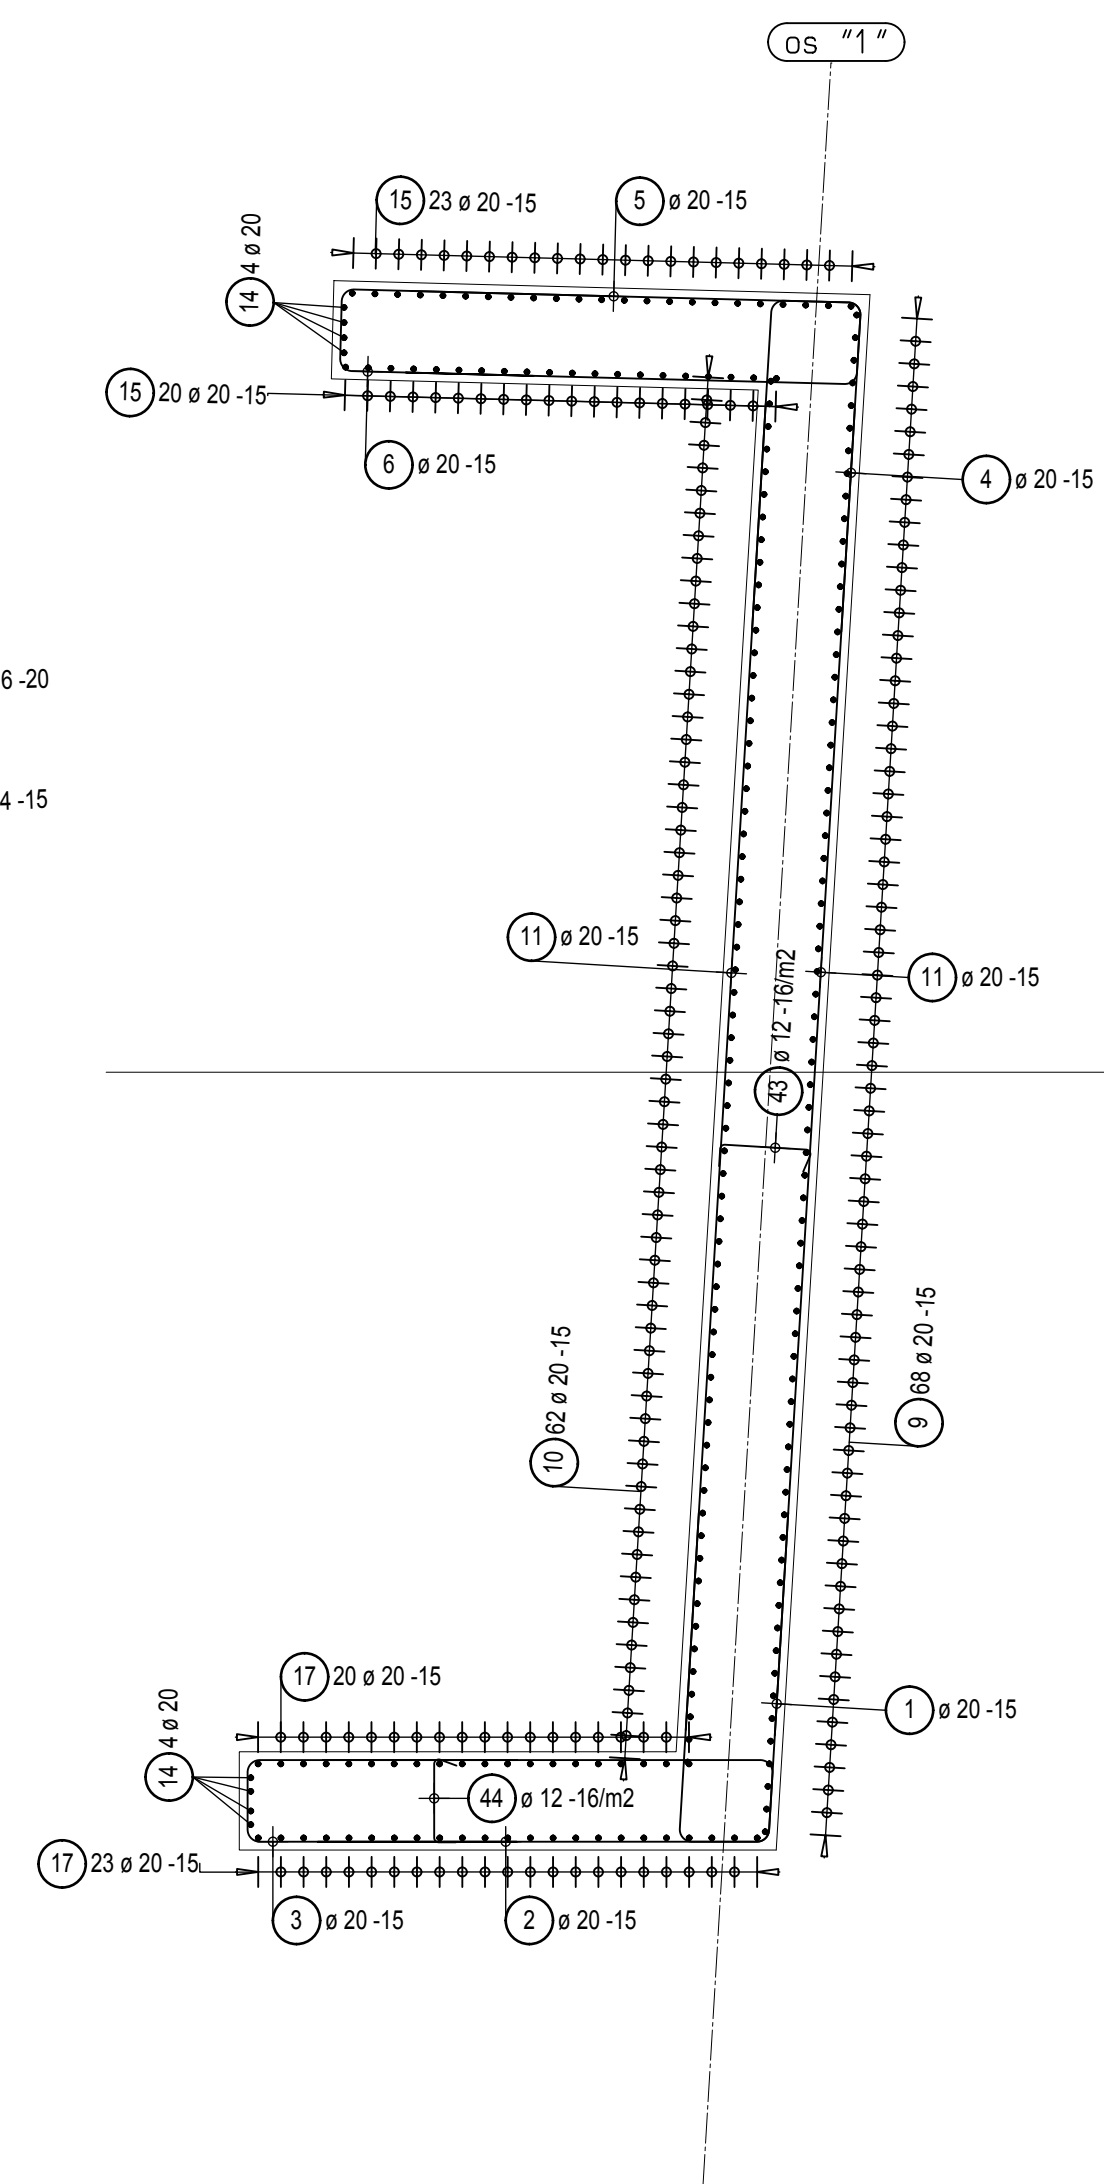 os "1"
15 23 ø 20 -15
5 ø 20 -15
14 4 ø 20
15 20 ø 20 -15
6 ø 20 -15
4 ø 20 -15
6 -20
4 -15
11 ø 20 -15
11 ø 20 -15
43 ø 12 -16/m2
10 62 ø 20 -15
9 68 ø 20 -15
17 20 ø 20 -15
1 ø 20 -15
14 4 ø 20
44 ø 12 -16/m2
17 23 ø 20 -15
3 ø 20 -15
2 ø 20 -15